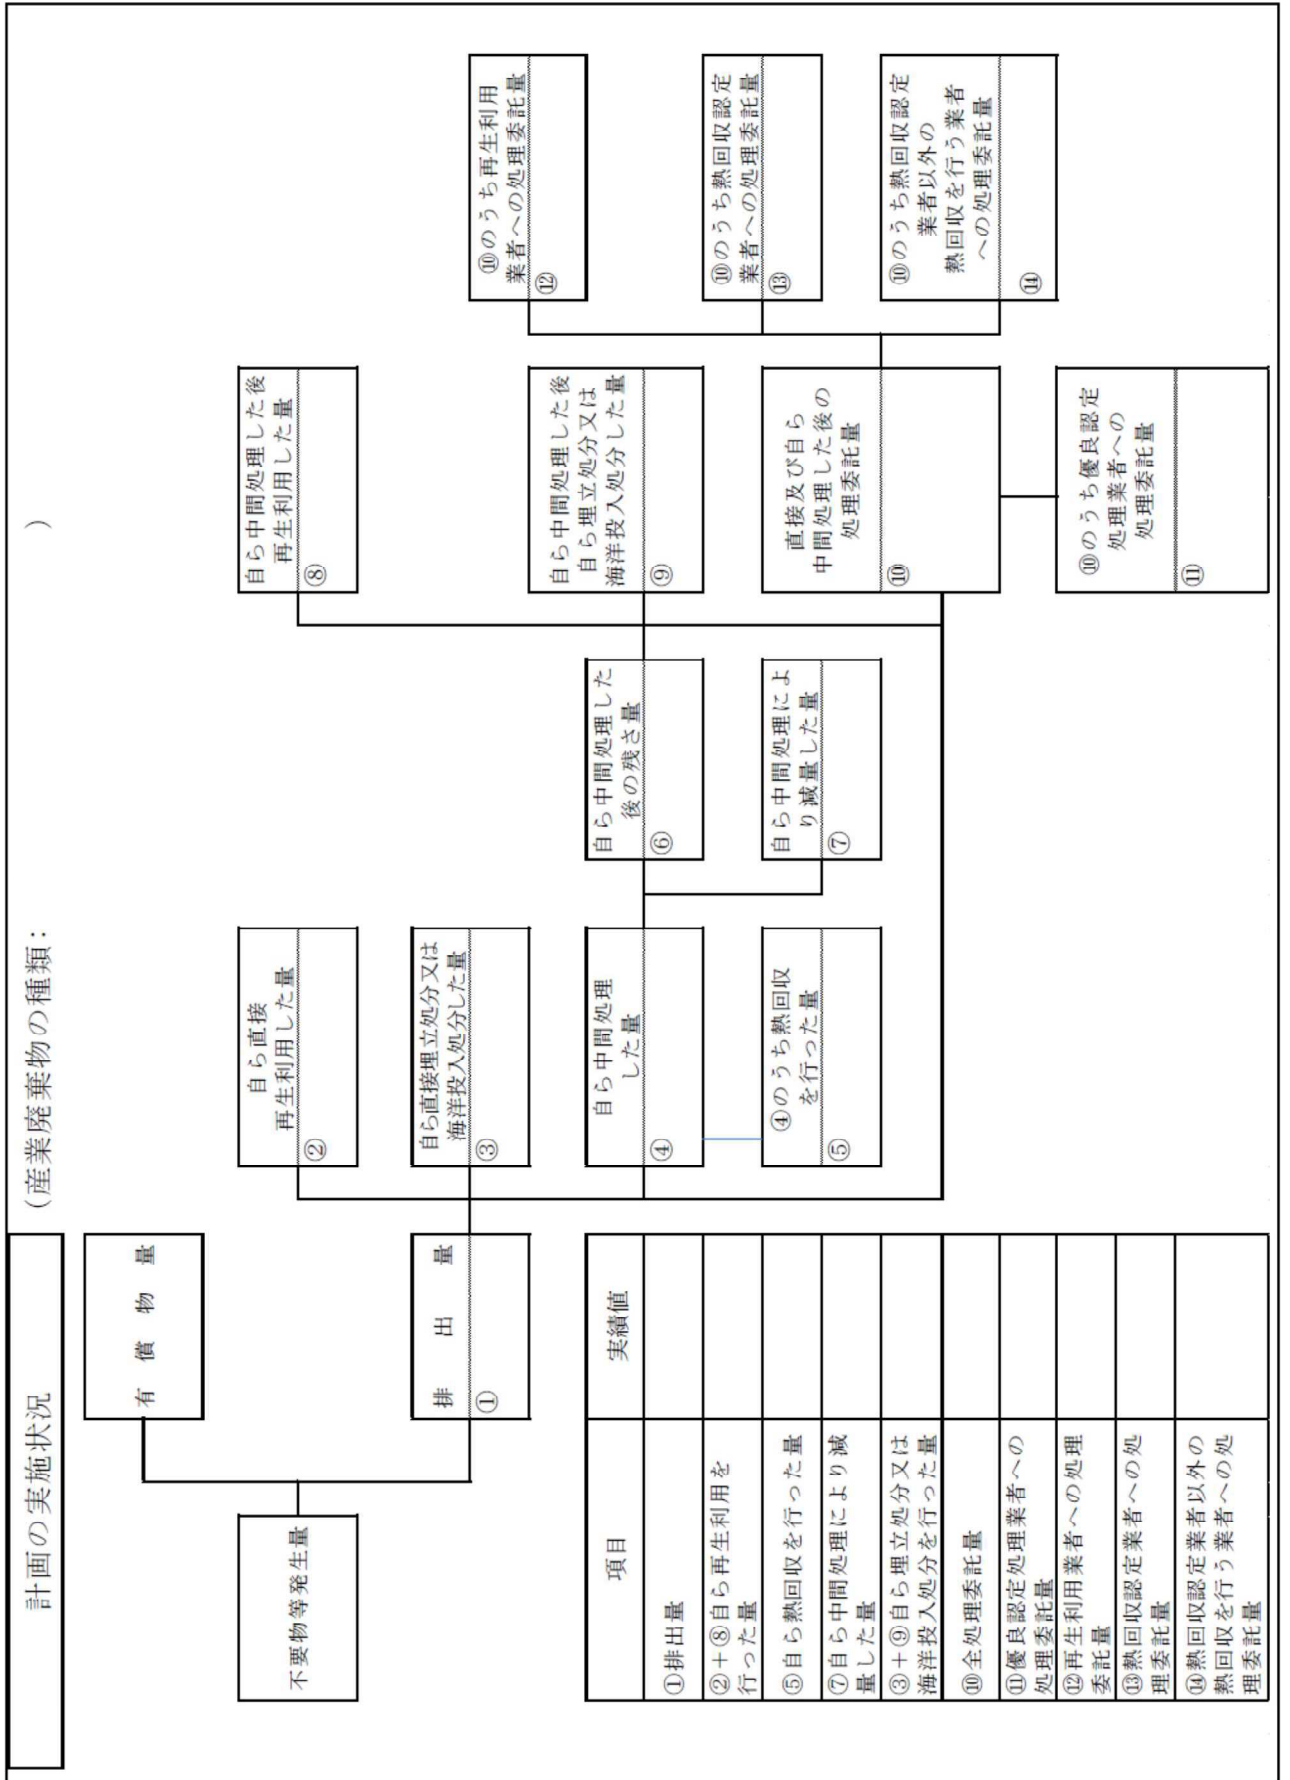 計画の実施状況
（産業廃棄物の種類：　　　）
不要物等発生量
有償物量
排出量
①
自ら直接
再生利用した量
②
自ら直接埋立処分又は
海洋投入処分した量
③
自ら中間処理
した量
④
④のうち熱回収
を行った量
⑤
自ら中間処理した
後の残さ量
⑥
自ら中間処理によ
り減量した量
⑦
自ら中間処理した後
再生利用した量
⑧
自ら中間処理した後
自ら埋立処分又は
海洋投入処分した量
⑨
直接及び自ら
中間処理した後の
処理委託量
⑩
⑩のうち優良認定
処理業者への
処理委託量
⑪
⑩のうち再生利用
業者への処理委託量
⑫
⑩のうち熱回収認定
業者への処理委託量
⑬
⑩のうち熱回収認定
業者以外の
熱回収を行う業者
への処理委託量
⑭
項目
実績値
①排出量
②＋⑧自ら再生利用を
行った量
⑤自ら熱回収を行った量
⑦自ら中間処理により減
量した量
③＋⑨自ら埋立処分又は
海洋投入処分を行った量
⑩全処理委託量
⑪優良認定処理業者への
処理委託量
⑫再生利用業者への処理
委託量
⑬熱回収認定業者への処
理委託量
⑭熱回収認定業者以外の
熱回収を行う業者への処
理委託量